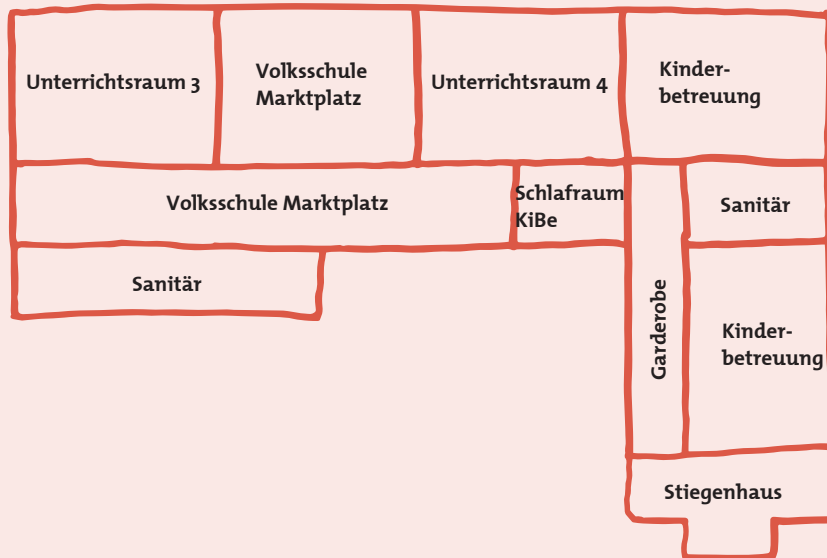 Unterrichtsraum 3
Volksschule
Marktplatz
Unterrichtsraum 4
Kinder-
betreuung
Volksschule Marktplatz
Schlafraum
KiBe
Sanitär
Sanitär
Garderobe
Kinder-
betreuung
Stiegenhaus